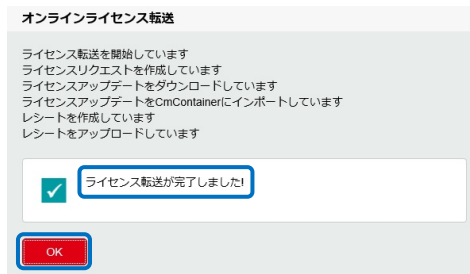 オンラインライセンス転送
ライセンス転送を開始しています
ライセンスリクエストを作成しています
ライセンスアップデートをダウンロードしています
ライセンスアップデートをCmContainerにインポートしています
レシートを作成しています
レシートをアップロードしています
ライセンス転送が完了しました!
OK